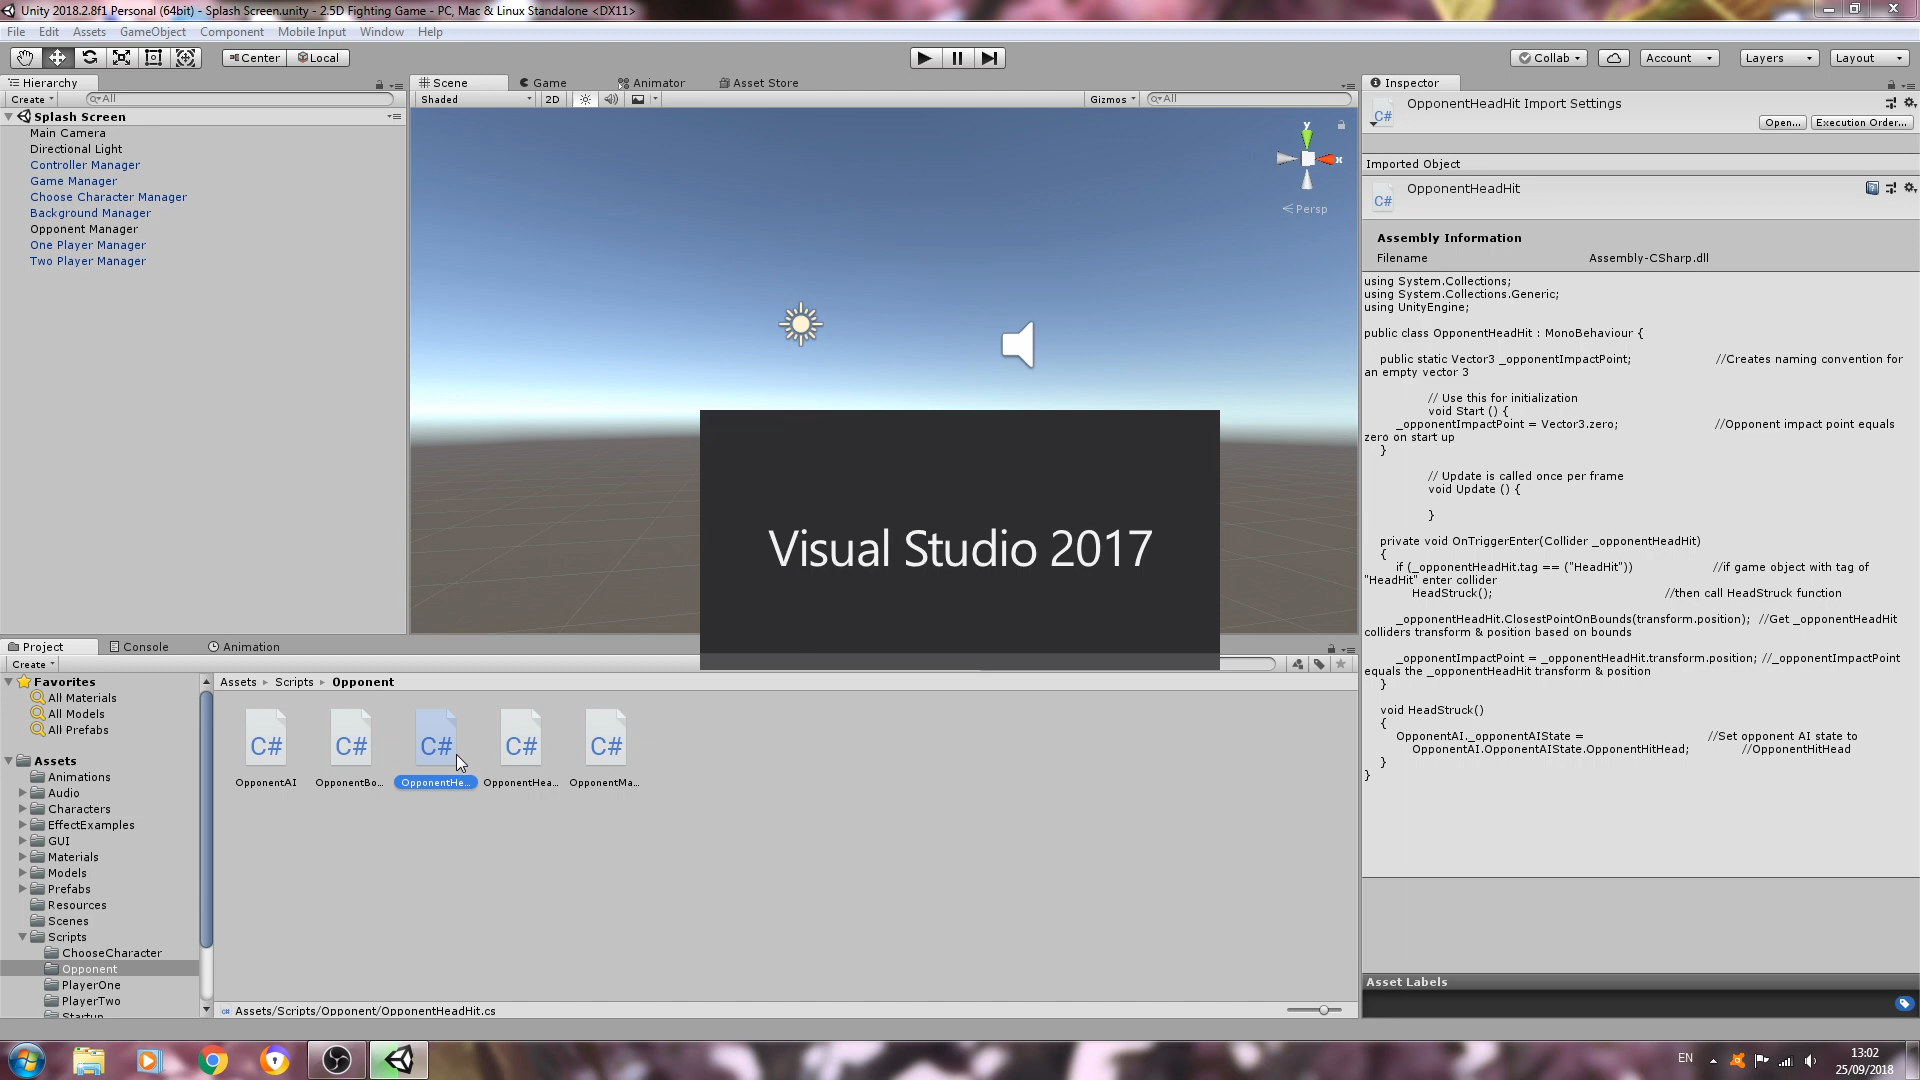 Unity 2018.2.8f1 Personal (64bit) - Splash Screen.unity - 2.5D Fighting Game - PC, Mac & Linux Standalone <DX11>
File Edit Assets GameObject Component Mobile Input Window Help
Center Local Collab Account Layers Layout
Hierarchy
Create All
Splash Screen
Main Camera
Directional Light
Controller Manager
Game Manager
Choose Character Manager
Background Manager
Opponent Manager
One Player Manager
Two Player Manager
Scene Game Animator Asset Store
Shaded 2D Gizmos All
y
x
Persp
Visual Studio 2017
Inspector
C# OpponentHeadHit Import Settings
Open... Execution Order...
Imported Object
C# OpponentHeadHit
Assembly Information
Filename Assembly-CSharp.dll
using System.Collections;
using System.Collections.Generic;
using UnityEngine;
public class OpponentHeadHit : MonoBehaviour {
public static Vector3 _opponentImpactPoint; //Creates naming convention for
an empty vector 3
// Use this for initialization
void Start () {
_opponentImpactPoint = Vector3.zero; //Opponent impact point equals
zero on start up
}
// Update is called once per frame
void Update () {
}
private void OnTriggerEnter(Collider _opponentHeadHit)
{
if (_opponentHeadHit.tag == ("HeadHit")) //if game object with tag of
"HeadHit" enter collider
HeadStruck(); //then call HeadStruck function
_opponentHeadHit.ClosestPointOnBounds(transform.position); //Get _opponentHeadHit
colliders transform & position based on bounds
_opponentImpactPoint = _opponentHeadHit.transform.position; //_opponentImpactPoint
equals the _opponentHeadHit transform & position
}
void HeadStruck()
{
OpponentAI._opponentAIState = //Set opponent AI state to
OpponentAI.OpponentAIState.OpponentHitHead; //OpponentHitHead
}
}
Asset Labels
Project Console Animation
Create
Favorites
All Materials
All Models
All Prefabs
Assets
Animations
Audio
Characters
EffectExamples
GUI
Materials
Models
Prefabs
Resources
Scenes
Scripts
ChooseCharacter
Opponent
PlayerOne
PlayerTwo
Startup
Assets Scripts Opponent
C# C# C# C# C#
OpponentAI OpponentBo... OpponentHe... OpponentHea... OpponentMa...
Assets/Scripts/Opponent/OpponentHeadHit.cs
EN
13:02
25/09/2018